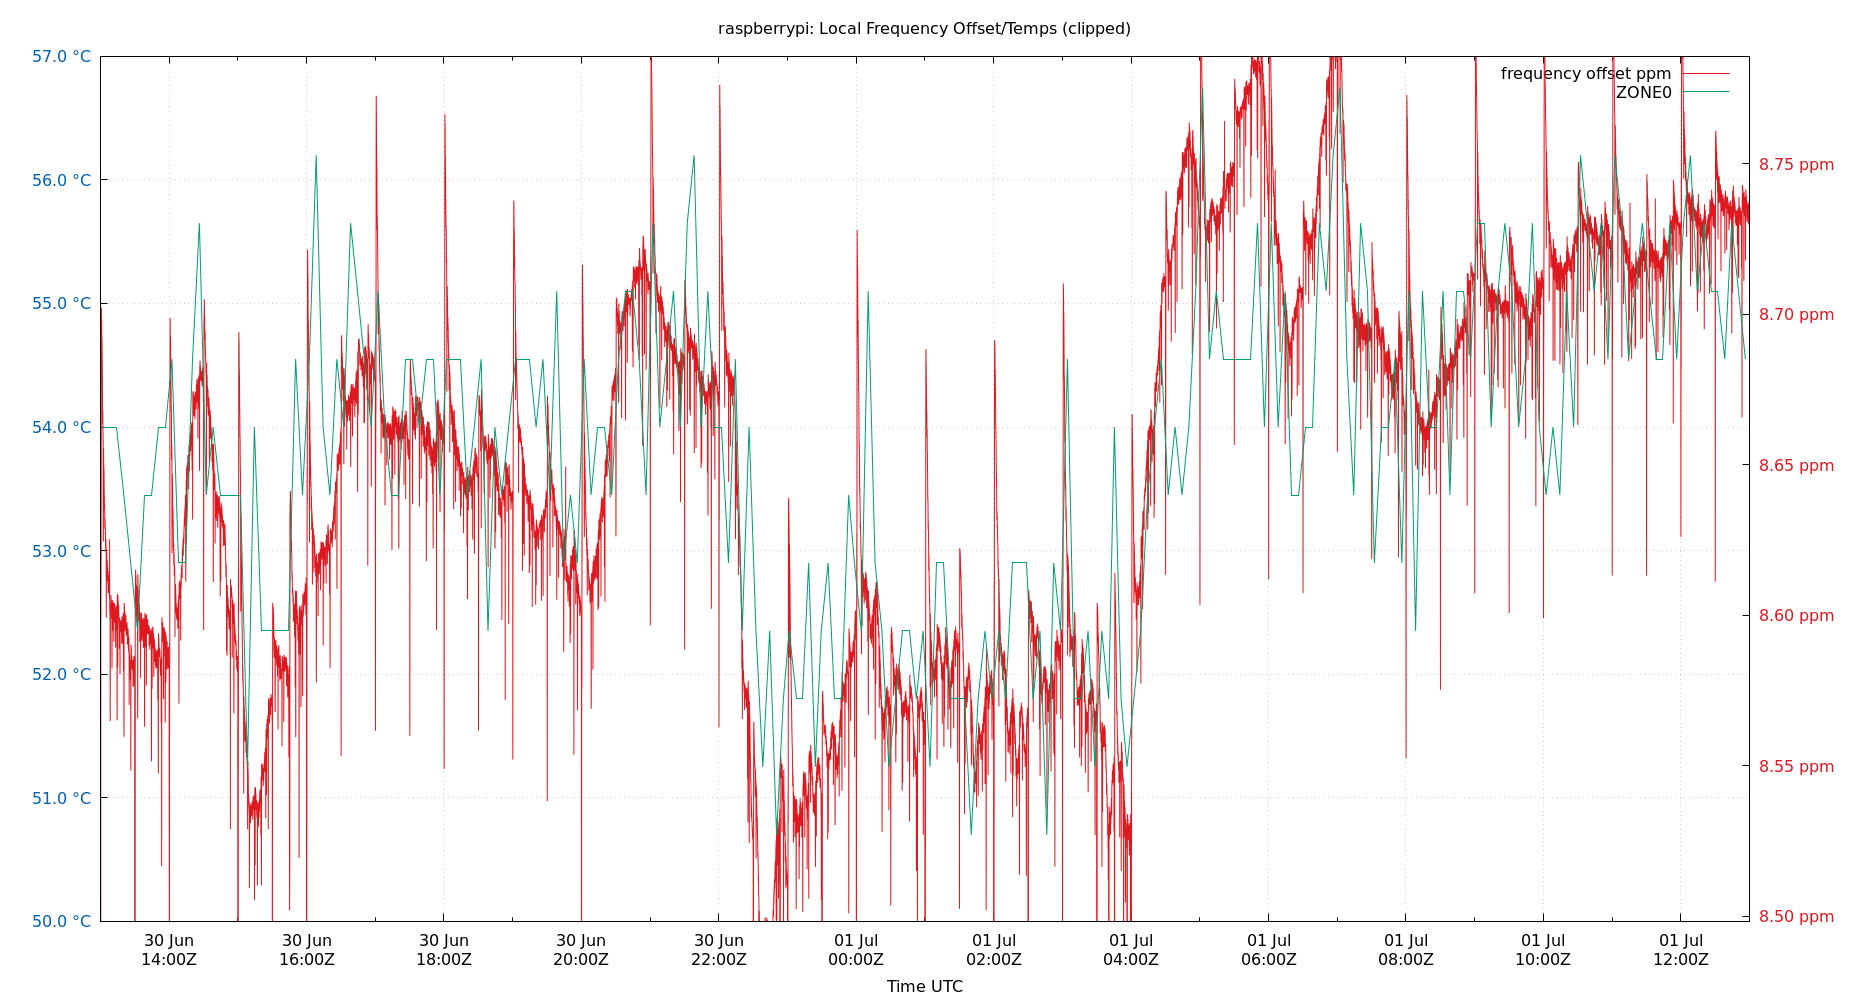 raspberrypi: Local Frequency Offset/Temps (clipped)
frequency offset ppm
ZONE0
57.0 °C
56.0 °C
55.0 °C
54.0 °C
53.0 °C
52.0 °C
51.0 °C
50.0 °C
8.75 ppm
8.70 ppm
8.65 ppm
8.60 ppm
8.55 ppm
8.50 ppm
30 Jun 30 Jun 30 Jun 30 Jun 30 Jun 01 Jul 01 Jul 01 Jul 01 Jul 01 Jul 01 Jul 01 Jul
14:00Z 16:00Z 18:00Z 20:00Z 22:00Z 00:00Z 02:00Z 04:00Z 06:00Z 08:00Z 10:00Z 12:00Z
Time UTC